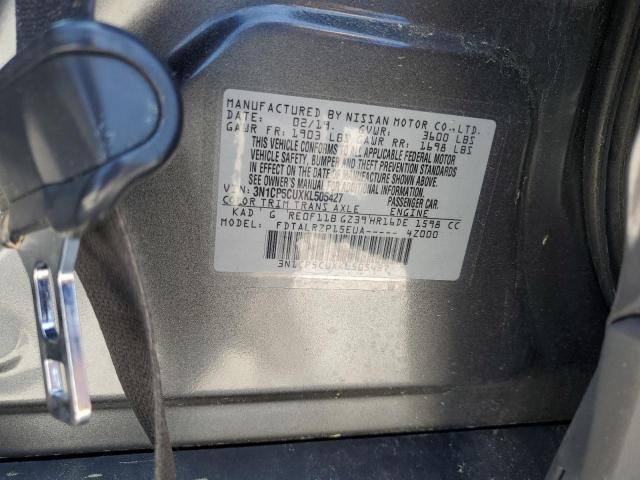 MANUFACTURED BY NISSAN MOTOR CO.,LTD.
DATE: 02/19. GVWR: 3600 LBS
GAWR FR: 1903 LBS GAWR RR: 1698 LBS
THIS VEHICLE CONFORMS TO ALL APPLICABLE FEDERAL MOTOR
VEHICLE SAFETY, BUMPER AND THEFT PREVENTION STANDARDS
IN EFFECT ON THE DATE OF MANUFACTURE SHOWN ABOVE.
SEE OWNER'S MANUAL FOR ADDITIONAL INFORMATION.
VIN: 3N1CP5CUXKL505427 PASSENGER CAR.
COLOR TRIM TRANS AXLE ENGINE
KAD G RE0F11B GZ39 HR16DE 1598 CC
MODEL: FDTALRZP15EUA----- 4Z000
3N1CP5CUXKL505427